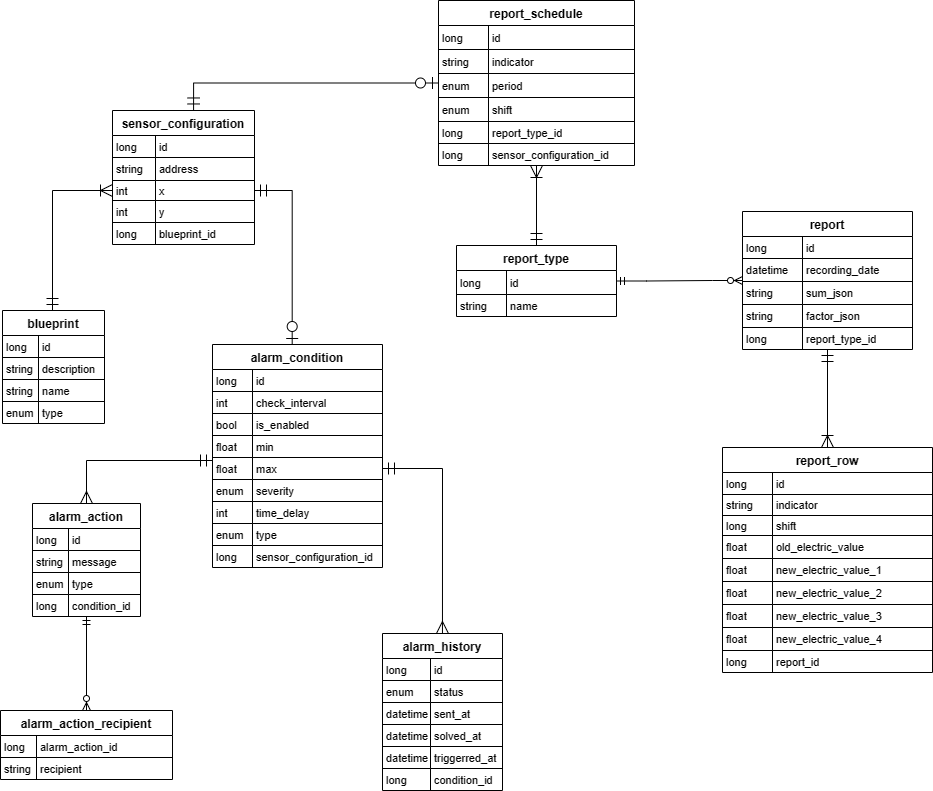 report_schedule
long id
string indicator
enum period
enum shift
long report_type_id
long sensor_configuration_id
sensor_configuration
long id
string address
int x
int y
long blueprint_id
report_type
long id
string name
report
long id
datetime recording_date
string sum_json
string factor_json
long report_type_id
blueprint
long id
string description
string name
enum type
alarm_condition
long id
int check_interval
bool is_enabled
float min
float max
enum severity
int time_delay
enum type
long sensor_configuration_id
report_row
long id
string indicator
long shift
float old_electric_value
float new_electric_value_1
float new_electric_value_2
float new_electric_value_3
float new_electric_value_4
long report_id
alarm_action
long id
string message
enum type
long condition_id
alarm_history
long id
enum status
datetime sent_at
datetime solved_at
datetime triggerred_at
long condition_id
alarm_action_recipient
long alarm_action_id
string recipient